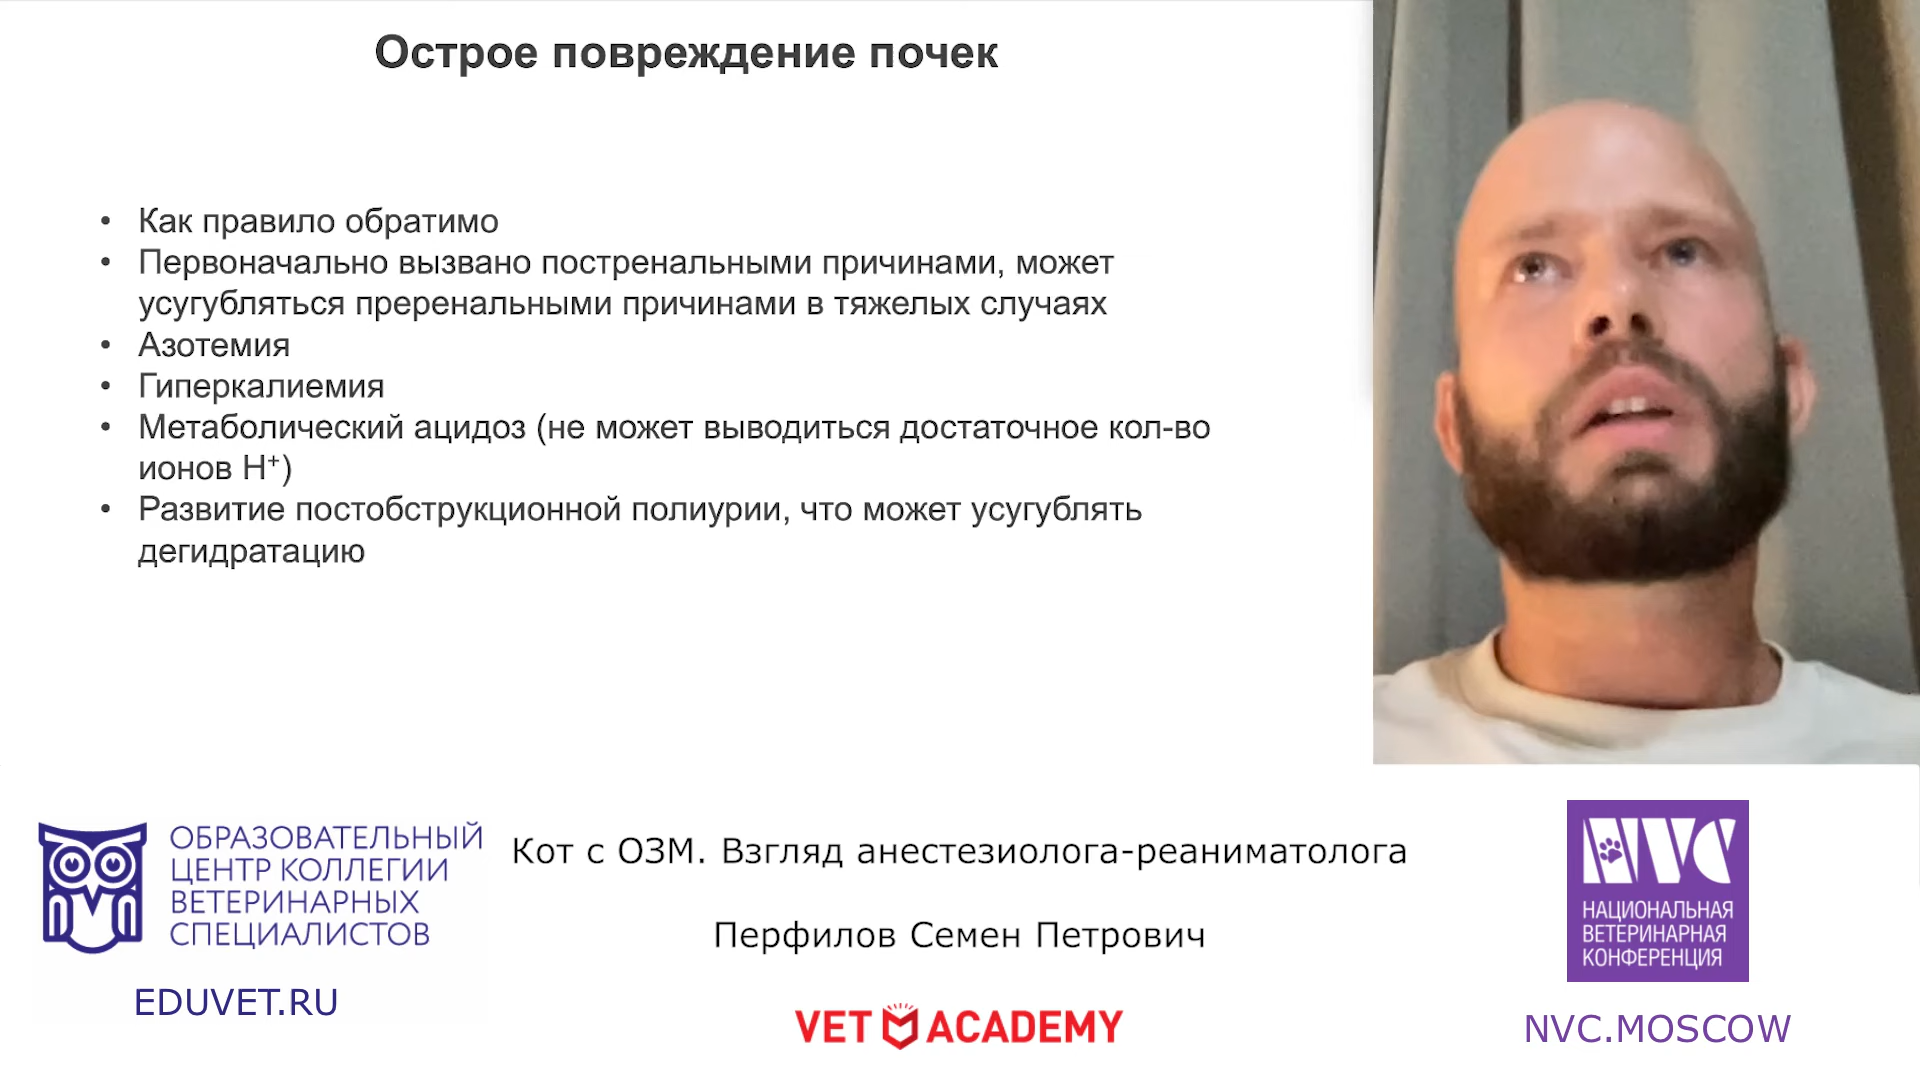 Острое повреждение почек
• Как правило обратимо
• Первоначально вызвано постренальными причинами, может
усугубляться преренальными причинами в тяжелых случаях
• Азотемия
• Гиперкалиемия
• Метаболический ацидоз (не может выводиться достаточное кол-во
ионов H⁺)
• Развитие постобструкционной полиурии, что может усугублять
дегидратацию
ОБРАЗОВАТЕЛЬНЫЙ
ЦЕНТР КОЛЛЕГИИ
ВЕТЕРИНАРНЫХ
СПЕЦИАЛИСТОВ
EDUVET.RU
Кот с ОЗМ. Взгляд анестезиолога-реаниматолога
Перфилов Семен Петрович
VET ACADEMY
NVC
НАЦИОНАЛЬНАЯ
ВЕТЕРИНАРНАЯ
КОНФЕРЕНЦИЯ
NVC.MOSCOW